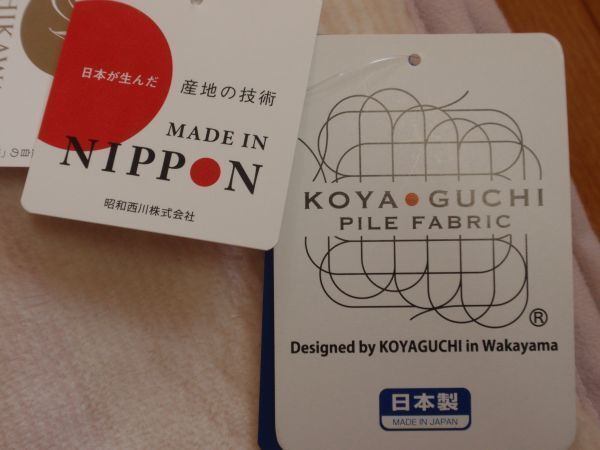 日本が生んだ
産地の技術
MADE IN
NIPPON
昭和西川株式会社
KOYA●GUCHI
PILE FABRIC
®
Designed by KOYAGUCHI in Wakayama
日本製
MADE IN JAPAN